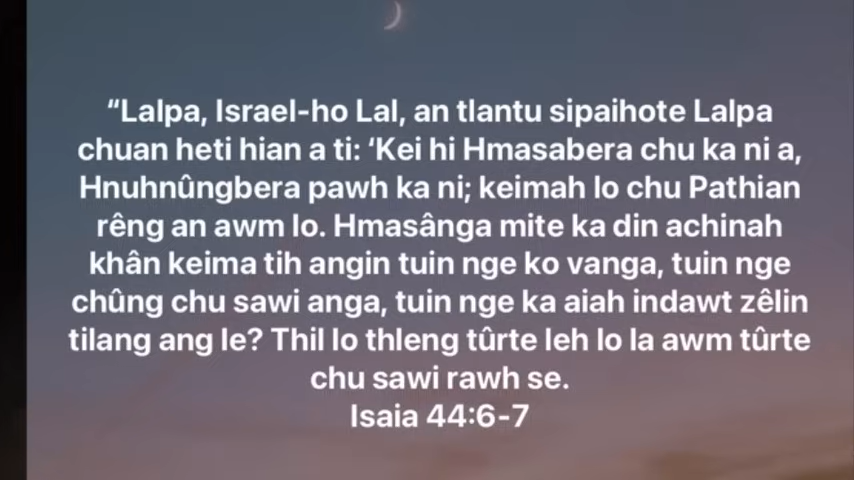 “Lalpa, Israel-ho Lal, an tlantu sipaihote Lalpa
chuan heti hian a ti: ‘Kei hi Hmasabera chu ka ni a,
Hnuhnûngbera pawh ka ni; keimah lo chu Pathian
rêng an awm lo. Hmasânga mite ka din achinah
khân keima tih angin tuin nge ko vanga, tuin nge
chûng chu sawi anga, tuin nge ka aiah indawt zêlin
tilang ang le? Thil lo thleng tûrte leh lo la awm tûrte
chu sawi rawh se.
Isaia 44:6-7